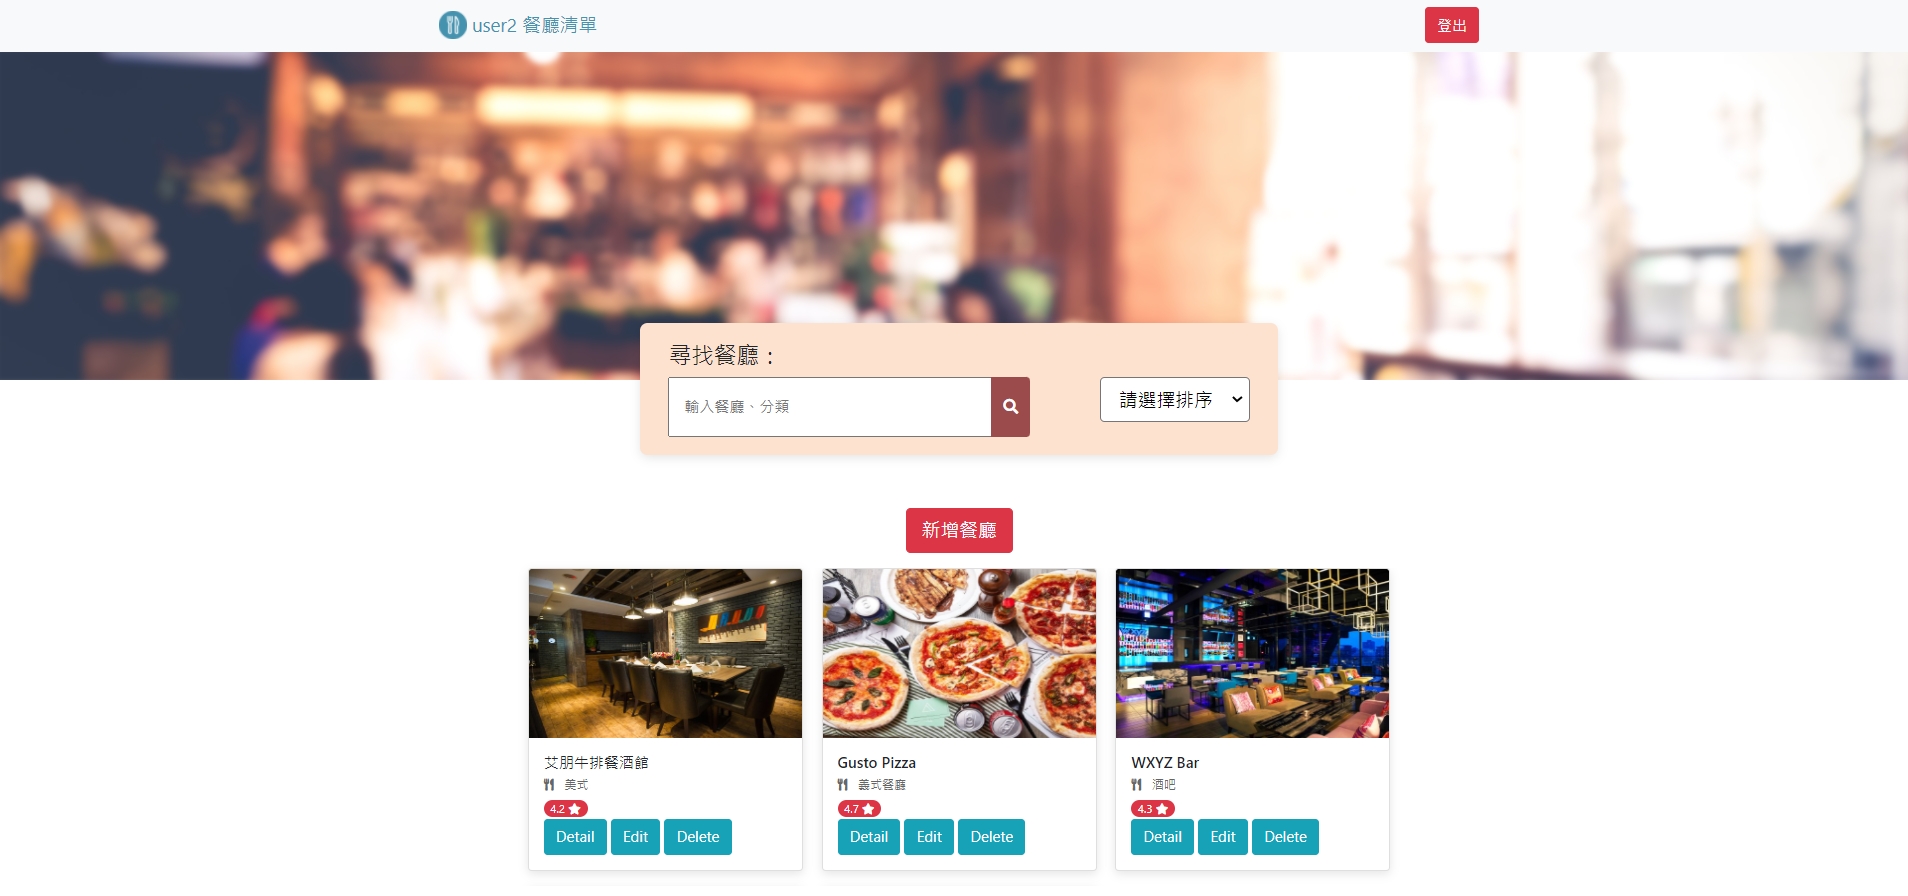 user2 餐廳清單
登出
尋找餐廳：
輸入餐廳、分類
請選擇排序
新增餐廳
艾朋牛排餐酒館
美式
4.2
Detail Edit Delete
Gusto Pizza
義式餐廳
4.7
Detail Edit Delete
WXYZ Bar
酒吧
4.3
Detail Edit Delete